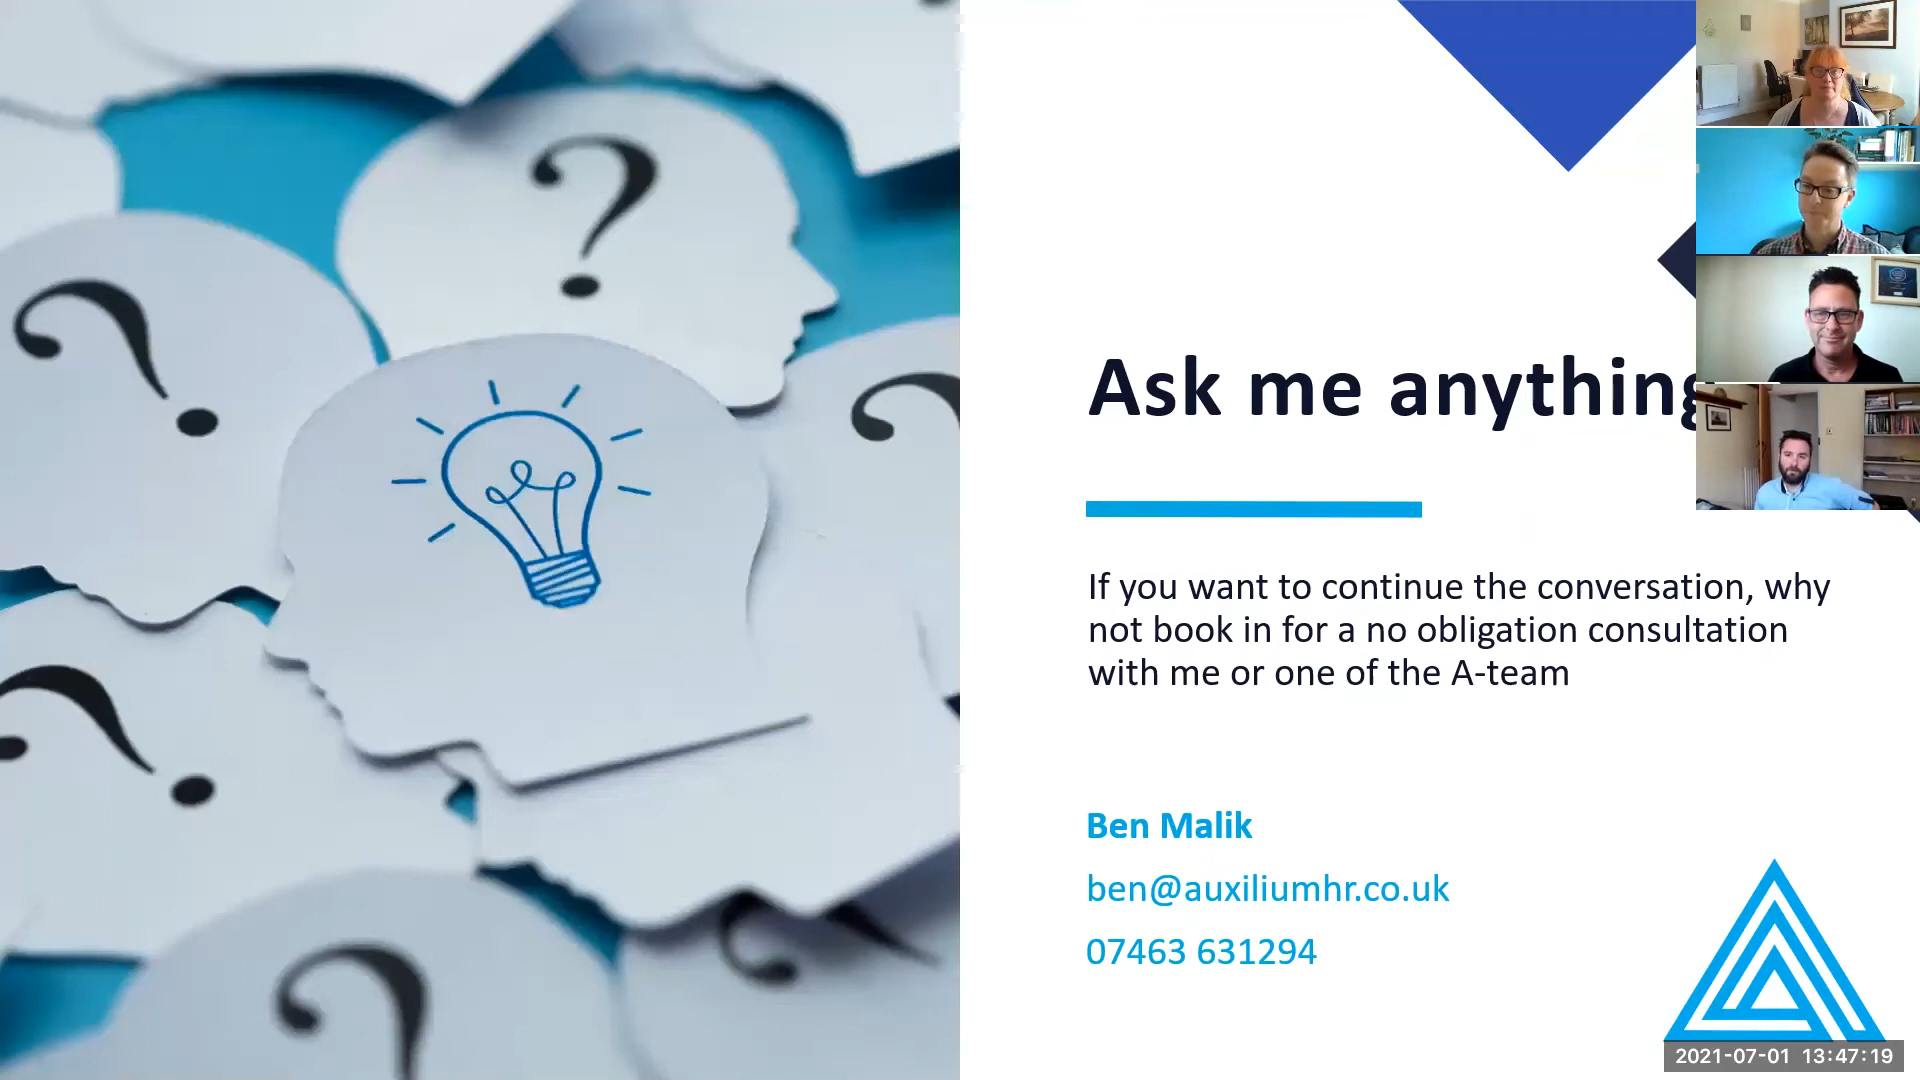 ?
?
?
?
?
?
Ask me anything
If you want to continue the conversation, why
not book in for a no obligation consultation
with me or one of the A-team
Ben Malik
ben@auxiliumhr.co.uk
07463 631294
2021-07-01 13:47:19